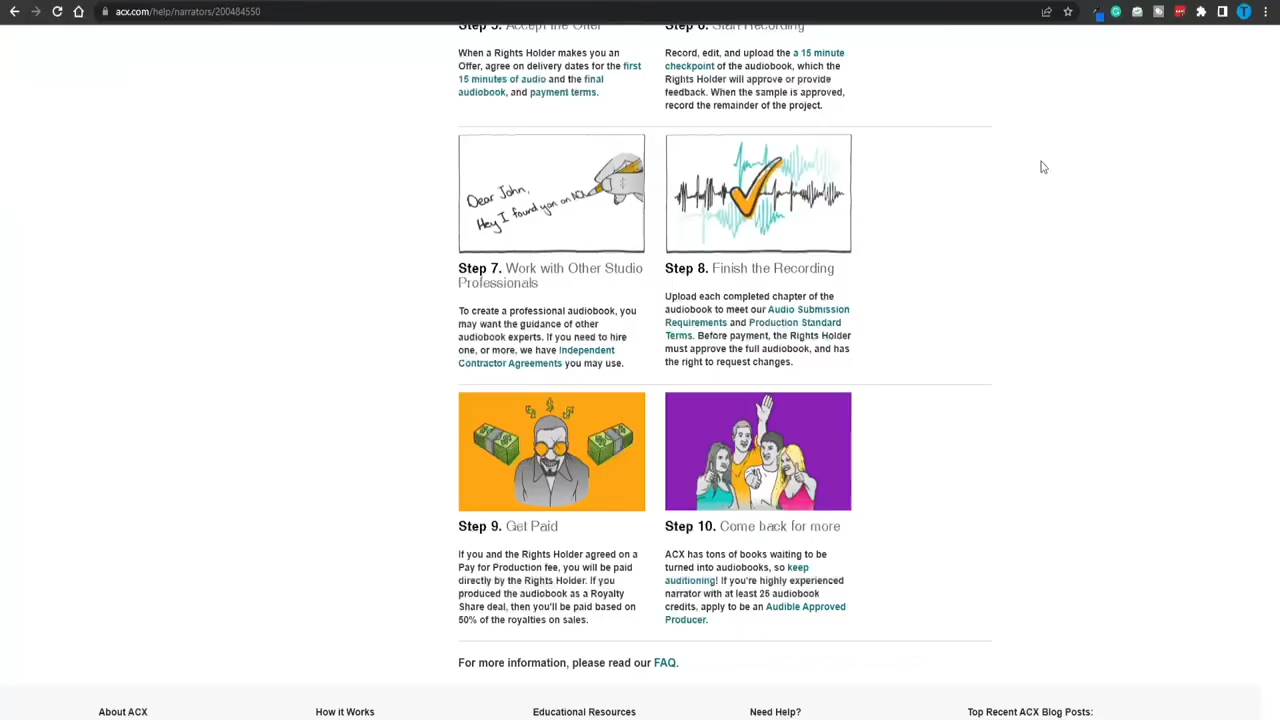 acx.com/help/narrators/200484550
Step 5. Accept the Offer
When a Rights Holder makes you an
Offer, agree on delivery dates for the first
15 minutes of audio and the final
audiobook, and payment terms.
Step 6. Start Recording
Record, edit, and upload the a 15 minute
checkpoint of the audiobook, which the
Rights Holder will approve or provide
feedback. When the sample is approved,
record the remainder of the project.
Dear John,
Hey I found you on
Step 7. Work with Other Studio
Professionals
To create a professional audiobook, you
may want the guidance of other
audiobook experts. If you need to hire
one, or more, we have Independent
Contractor Agreements you may use.
Step 8. Finish the Recording
Upload each completed chapter of the
audiobook to meet our Audio Submission
Requirements and Production Standard
Terms. Before payment, the Rights Holder
must approve the full audiobook, and has
the right to request changes.
Step 9. Get Paid
If you and the Rights Holder agreed on a
Pay for Production fee, you will be paid
directly by the Rights Holder. If you
produced the audiobook as a Royalty
Share deal, then you'll be paid based on
50% of the royalties on sales.
Step 10. Come back for more
ACX has tons of books waiting to be
turned into audiobooks, so keep
auditioning! If you're highly experienced
narrator with at least 25 audiobook
credits, apply to be an Audible Approved
Producer.
For more information, please read our FAQ.
About ACX
How it Works
Educational Resources
Need Help?
Top Recent ACX Blog Posts: